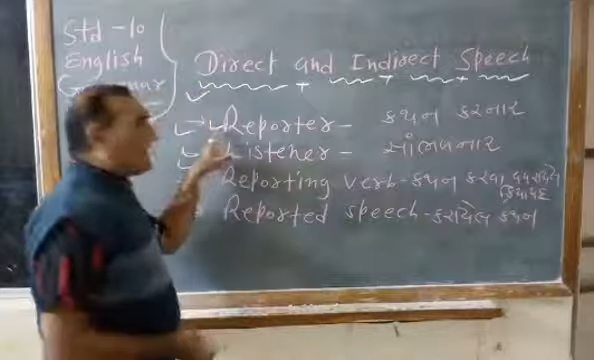 Std - 10
English
Grammar
Direct and Indirect Speech
Reporter - કથન કરનાર
Listener - સાંભળનાર
Reporting verb - કથન કરવા વપરાયેલ
ક્રિયાપદ
Reported speech - કરાયેલ કથન